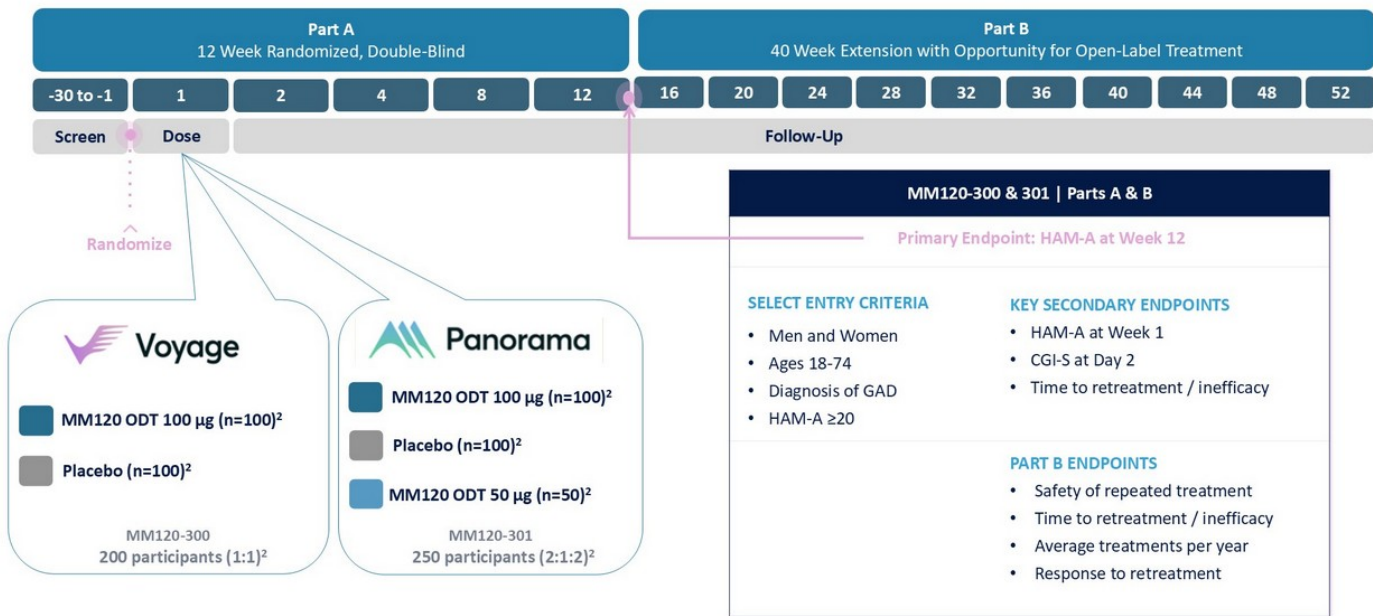 Part A
12 Week Randomized, Double-Blind
Part B
40 Week Extension with Opportunity for Open-Label Treatment
-30 to -1 1 2 4 8 12 16 20 24 28 32 36 40 44 48 52
Screen Dose Follow-Up
Randomize
Voyage
MM120 ODT 100 µg (n=100)²
Placebo (n=100)²
MM120-300
200 participants (1:1)²
Panorama
MM120 ODT 100 µg (n=100)²
Placebo (n=100)²
MM120 ODT 50 µg (n=50)²
MM120-301
250 participants (2:1:2)²
MM120-300 & 301 | Parts A & B
Primary Endpoint: HAM-A at Week 12
SELECT ENTRY CRITERIA
• Men and Women
• Ages 18-74
• Diagnosis of GAD
• HAM-A ≥20
KEY SECONDARY ENDPOINTS
• HAM-A at Week 1
• CGI-S at Day 2
• Time to retreatment / inefficacy
PART B ENDPOINTS
• Safety of repeated treatment
• Time to retreatment / inefficacy
• Average treatments per year
• Response to retreatment